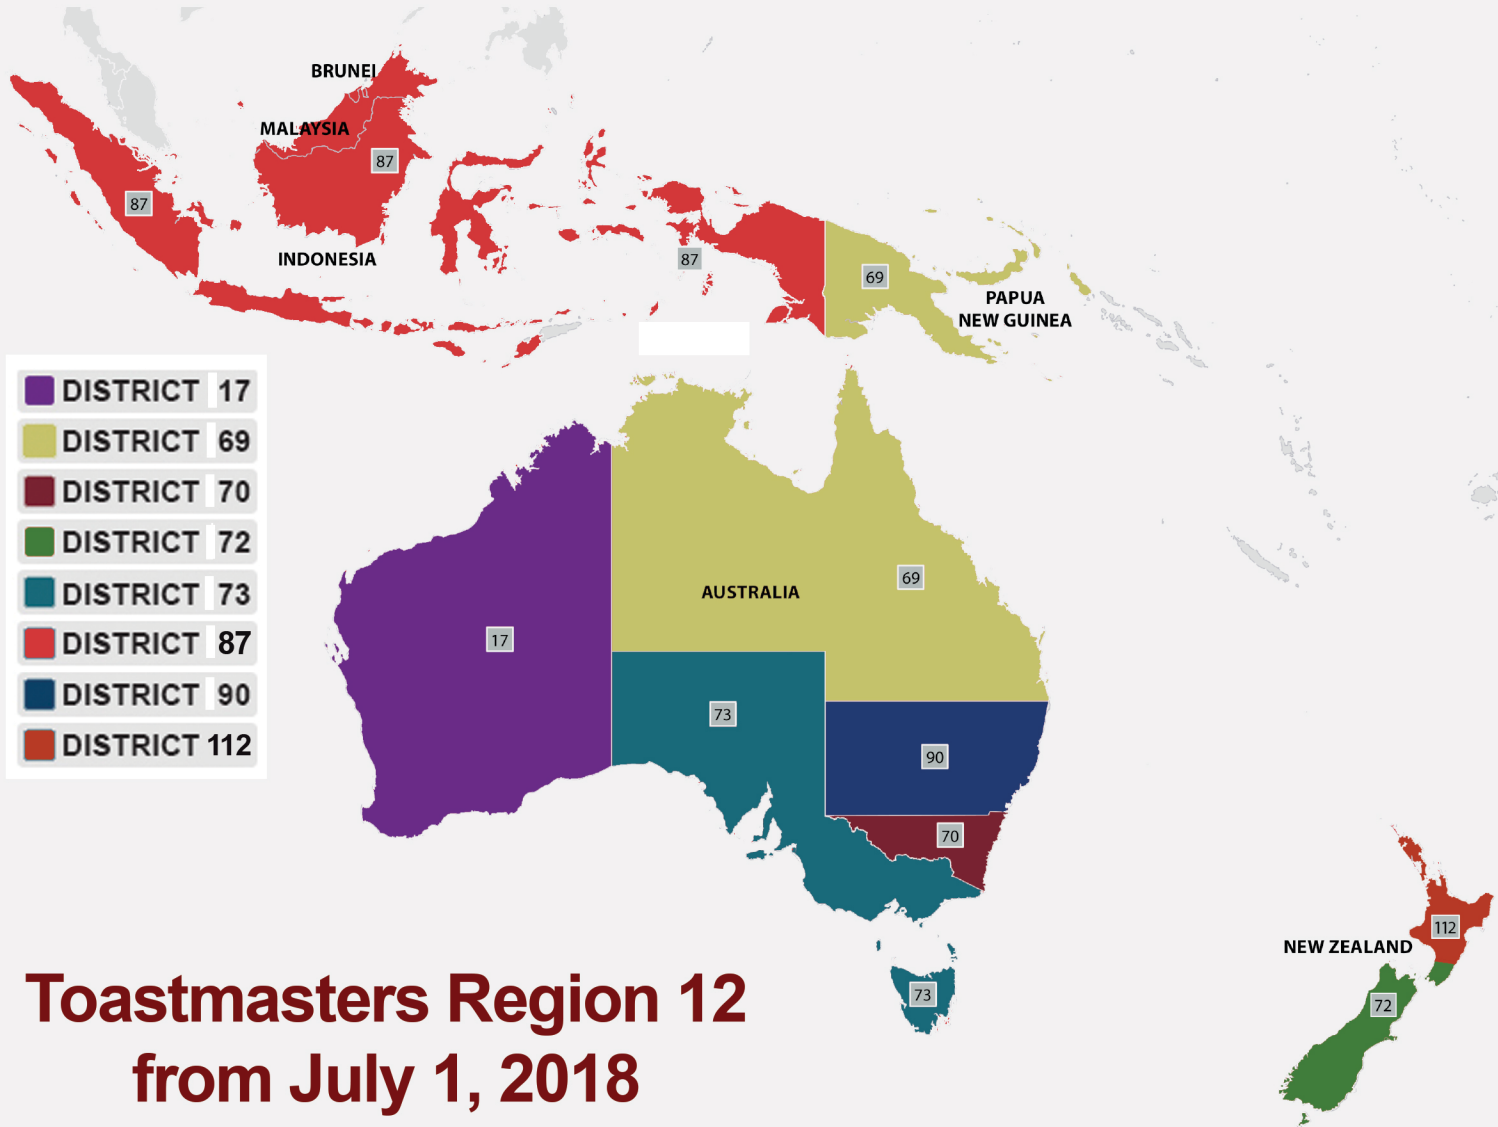 BRUNEI
MALAYSIA
87
87
INDONESIA
87
69
PAPUA
NEW GUINEA
DISTRICT 17
DISTRICT 69
DISTRICT 70
DISTRICT 72
DISTRICT 73
DISTRICT 87
DISTRICT 90
DISTRICT 112
69
AUSTRALIA
17
73
90
70
112
NEW ZEALAND
73
72
Toastmasters Region 12
from July 1, 2018